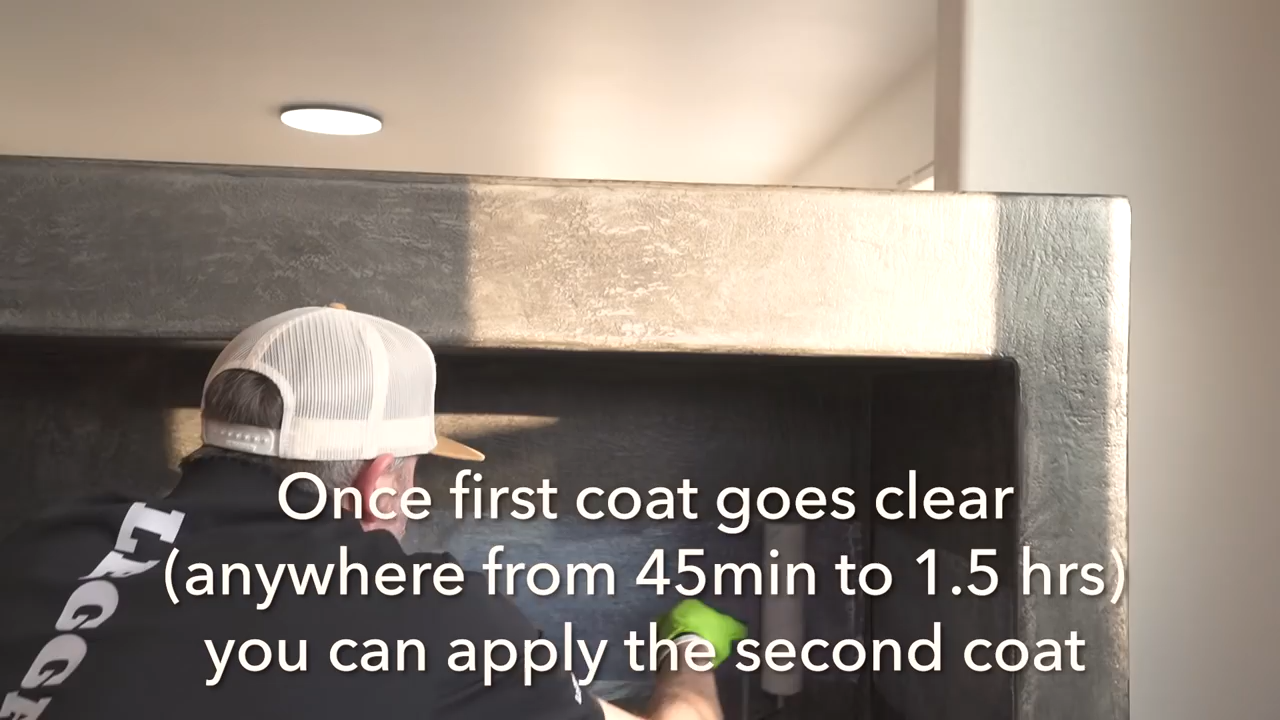 Once first coat goes clear
(anywhere from 45min to 1.5 hrs)
you can apply the second coat